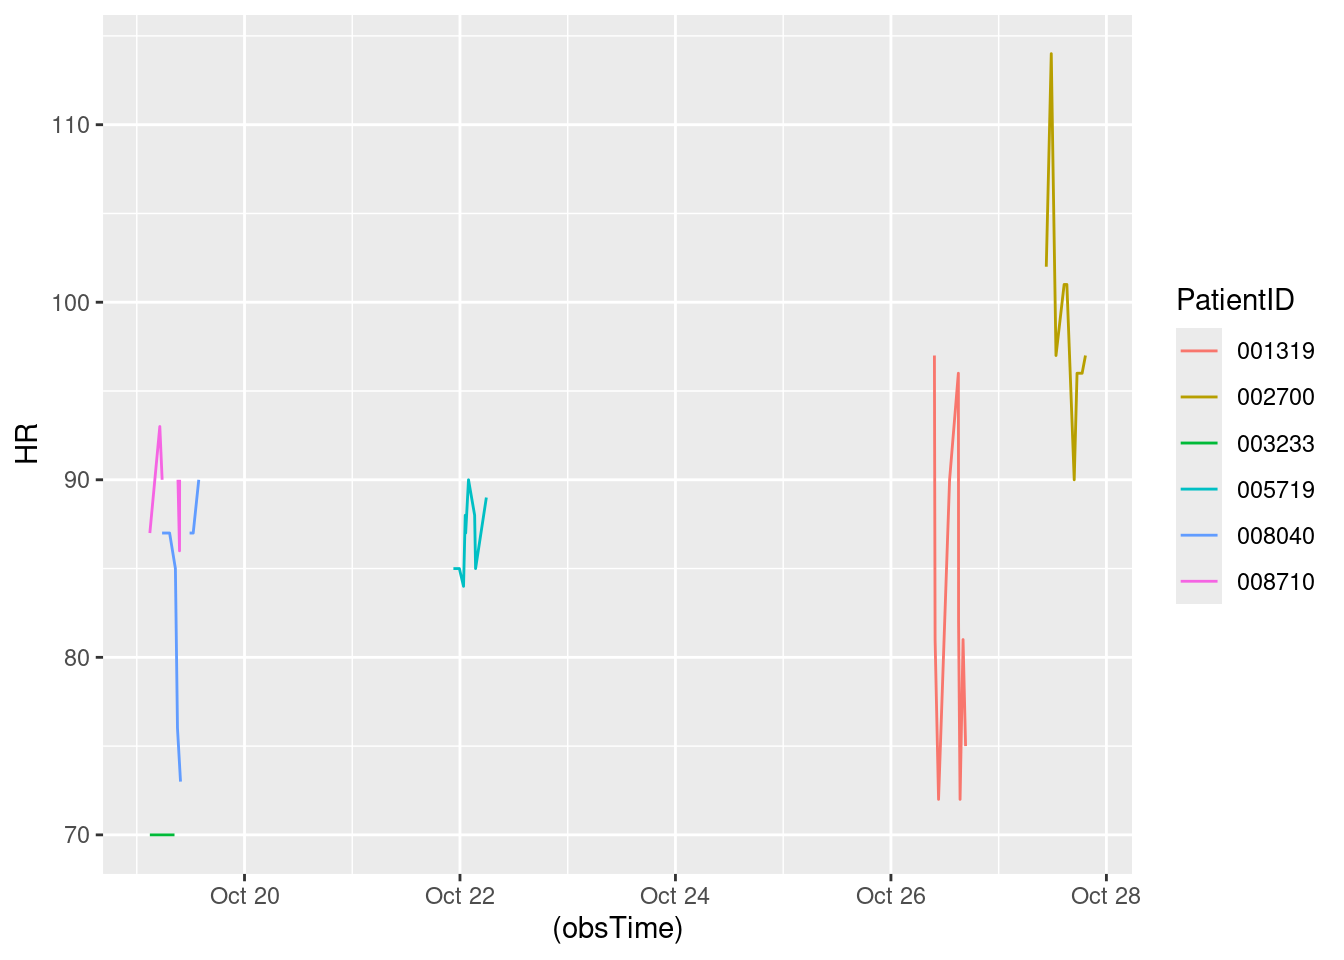 110
100
90
80
70
HR
Oct 20
Oct 22
Oct 24
Oct 26
Oct 28
(obsTime)
PatientID
001319
002700
003233
005719
008040
008710